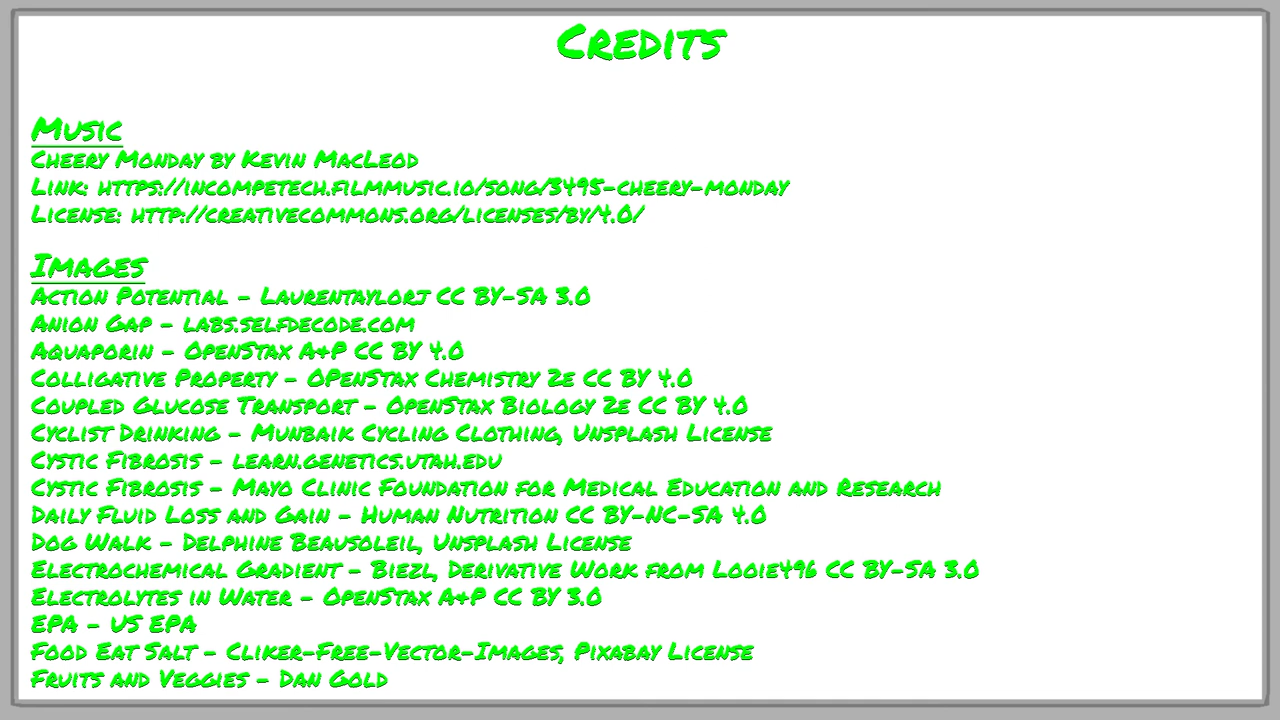 Credits
Music
Cheery Monday by Kevin MacLeod
Link: https://incompetech.filmmusic.io/song/3495-cheery-monday
License: http://creativecommons.org/licenses/by/4.0/
Images
Action Potential - Laurentaylorj CC BY-SA 3.0
Anion Gap - labs.selfdecode.com
Aquaporin - OpenStax A&P CC BY 4.0
Colligative Property - OPenStax Chemistry 2e CC BY 4.0
Coupled Glucose Transport - OpenStax Biology 2e CC BY 4.0
Cyclist Drinking - Munbaik Cycling Clothing, Unsplash License
Cystic Fibrosis - learn.genetics.utah.edu
Cystic Fibrosis - Mayo Clinic Foundation for Medical Education and Research
Daily Fluid Loss and Gain - Human Nutrition CC BY-NC-SA 4.0
Dog Walk - Delphine Beausoleil, Unsplash License
Electrochemical Gradient - Biezl, Derivative Work from Looie496 CC BY-SA 3.0
Electrolytes in Water - OpenStax A&P CC BY 3.0
EPA - US EPA
Food Eat Salt - Cliker-Free-Vector-Images, Pixabay License
Fruits and Veggies - Dan Gold